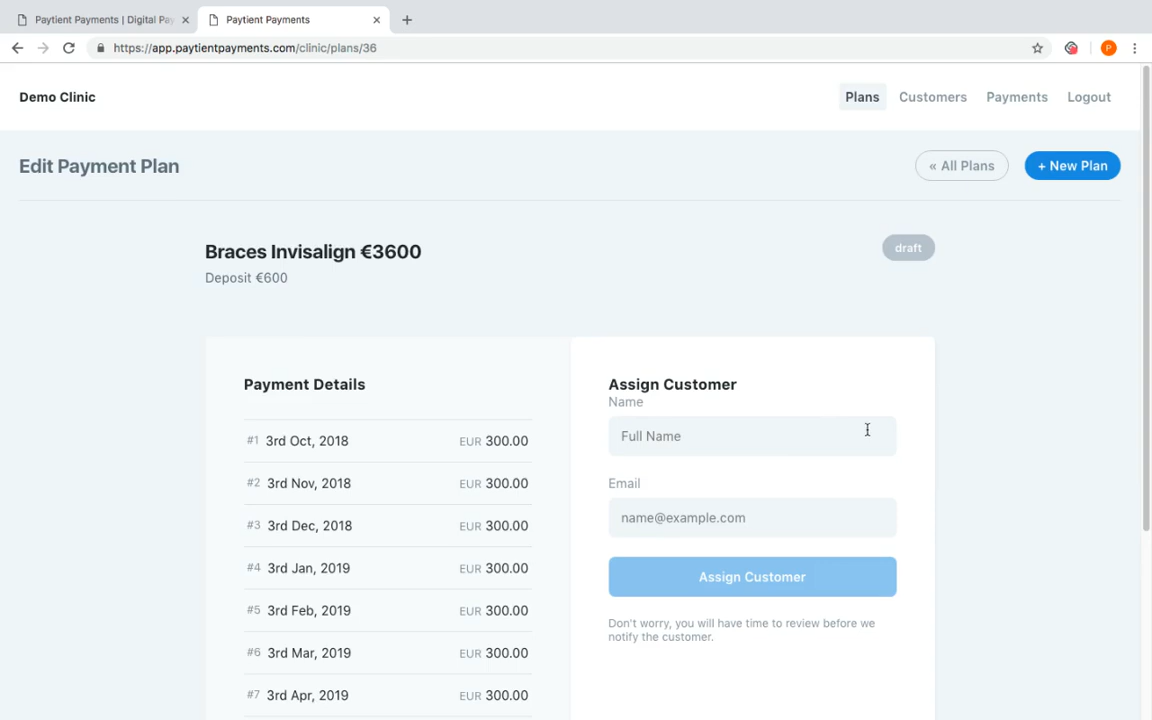 Paytient Payments | Digital Pay
Paytient Payments
https://app.paytientpayments.com/clinic/plans/36
P
Demo Clinic
Plans
Customers
Payments
Logout
Edit Payment Plan
« All Plans
+ New Plan
Braces Invisalign €3600
draft
Deposit €600
Payment Details
#1 3rd Oct, 2018 EUR 300.00
#2 3rd Nov, 2018 EUR 300.00
#3 3rd Dec, 2018 EUR 300.00
#4 3rd Jan, 2019 EUR 300.00
#5 3rd Feb, 2019 EUR 300.00
#6 3rd Mar, 2019 EUR 300.00
#7 3rd Apr, 2019 EUR 300.00
Assign Customer
Name
Full Name
Email
name@example.com
Assign Customer
Don't worry, you will have time to review before we
notify the customer.